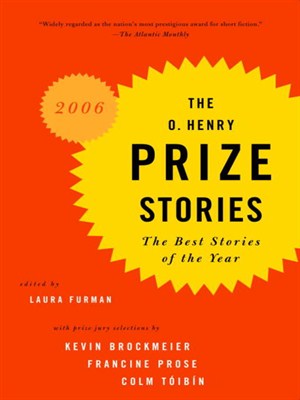 "Widely regarded as the nation's most prestigious award for short fiction."
—The Atlantic Monthly
2006
THE
O. HENRY
PRIZE
STORIES
The Best Stories
of the Year
edited by
LAURA FURMAN
with prize jury selections by
KEVIN BROCKMEIER
FRANCINE PROSE
COLM TÓIBÍN